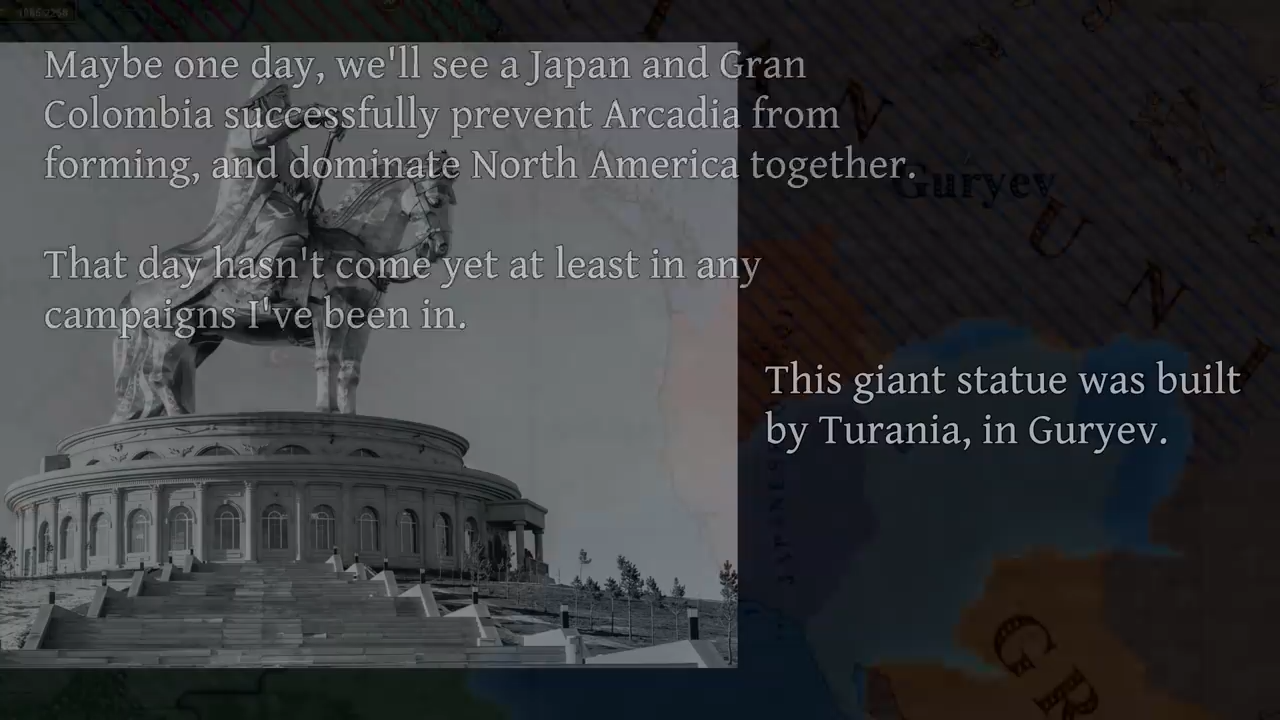 Maybe one day, we'll see a Japan and Gran
Colombia successfully prevent Arcadia from
forming, and dominate North America together.
That day hasn't come yet at least in any
campaigns I've been in.
Guryev
This giant statue was built
by Turania, in Guryev.